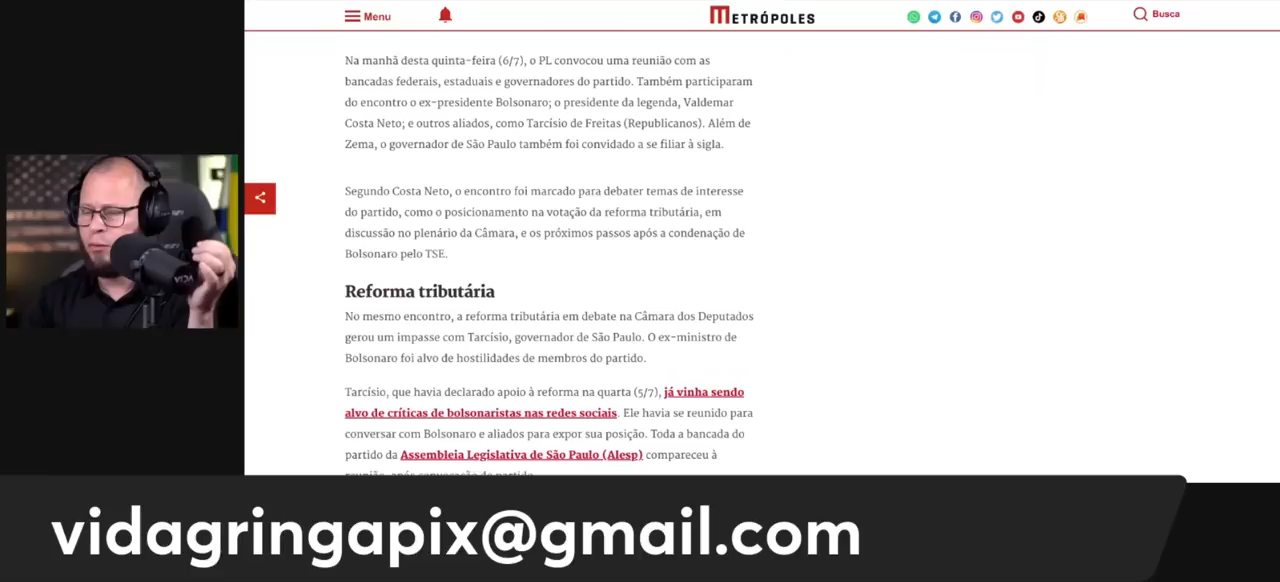 Menu
METRÓPOLES
Busca
Na manhã desta quinta-feira (6/7), o PL convocou uma reunião com as
bancadas federais, estaduais e governadores do partido. Também participaram
do encontro o ex-presidente Bolsonaro; o presidente da legenda, Valdemar
Costa Neto; e outros aliados, como Tarcísio de Freitas (Republicanos). Além de
Zema, o governador de São Paulo também foi convidado a se filiar à sigla.
Segundo Costa Neto, o encontro foi marcado para debater temas de interesse
do partido, como o posicionamento na votação da reforma tributária, em
discussão no plenário da Câmara, e os próximos passos após a condenação de
Bolsonaro pelo TSE.
Reforma tributária
No mesmo encontro, a reforma tributária em debate na Câmara dos Deputados
gerou um impasse com Tarcísio, governador de São Paulo. O ex-ministro de
Bolsonaro foi alvo de hostilidades de membros do partido.
Tarcísio, que havia declarado apoio à reforma na quarta (5/7), já vinha sendo
alvo de críticas de bolsonaristas nas redes sociais. Ele havia se reunido para
conversar com Bolsonaro e aliados para expor sua posição. Toda a bancada do
partido da Assembleia Legislativa de São Paulo (Alesp) compareceu à
vidagringapix@gmail.com